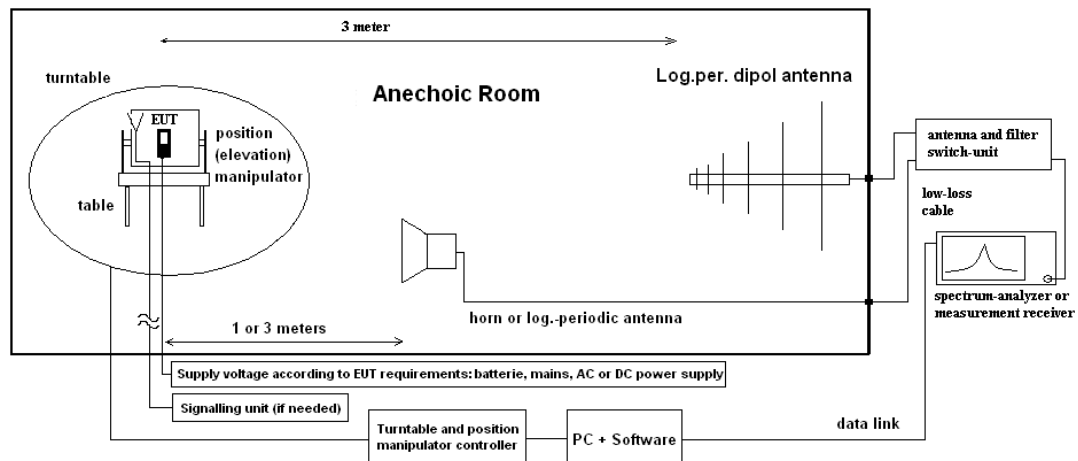 3 meter
turntable
Log.per. dipol antenna
Anechoic Room
EUT
position
(elevation)
manipulator
antenna and filter
switch-unit
table
low-loss
cable
spectrum-analyzer or
measurement receiver
horn or log.-periodic antenna
1 or 3 meters
Supply voltage according to EUT requirements: batterie, mains, AC or DC power supply
Signalling unit (if needed)
Turntable and position
manipulator controller
PC + Software
data link